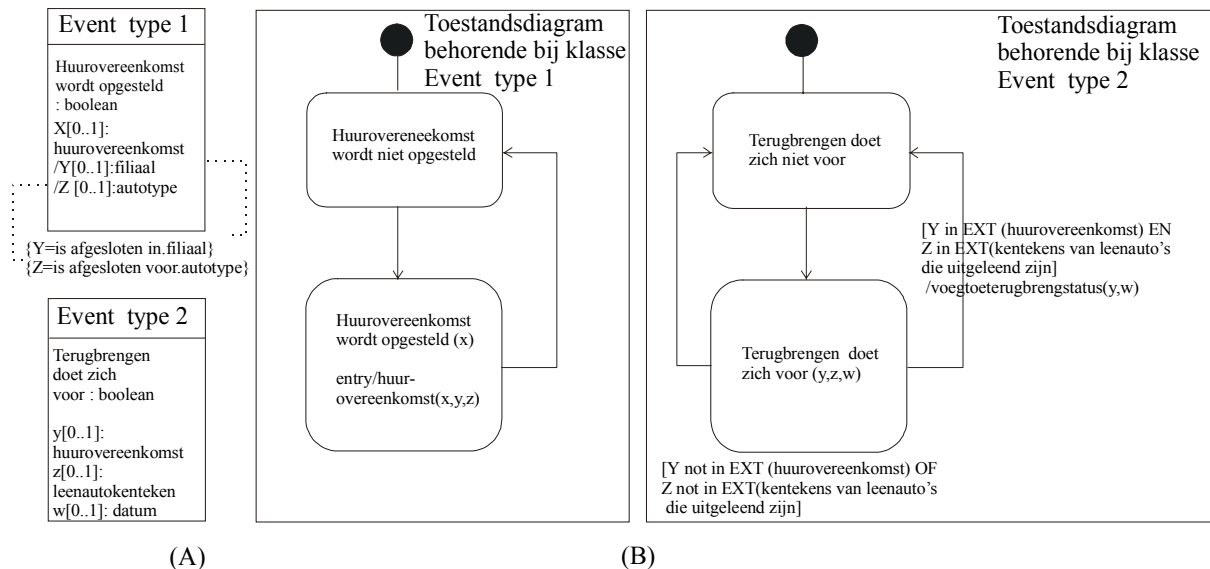 Event type 1
Huurovereenkomst
wordt opgesteld
: boolean
X[0..1]:
huurovereenkomst
/Y[0..1]:filiaal
/Z [0..1]:autotype
{Y=is afgesloten in.filiaal}
{Z=is afgesloten voor.autotype}
Event type 2
Terugbrengen
doet zich
voor : boolean
y[0..1]:
huurovereenkomst
z[0..1]:
leenautokenteken
w[0..1]: datum
(A)
Toestandsdiagram
behorende bij klasse
Event type 1
Huurovereneekomst
wordt niet opgesteld
Huurovereenkomst
wordt opgesteld (x)
entry/huur-
overeenkomst(x,y,z)
Toestandsdiagram
behorende bij klasse
Event type 2
Terugbrengen doet
zich niet voor
[Y in EXT (huurovereenkomst) EN
Z in EXT(kentekens van leenauto's
die uitgeleend zijn]
/voegtoeterugbrengstatus(y,w)
Terugbrengen doet
zich voor (y,z,w)
[Y not in EXT (huurovereenkomst) OF
Z not in EXT(kentekens van leenauto's
die uitgeleend zijn]
(B)